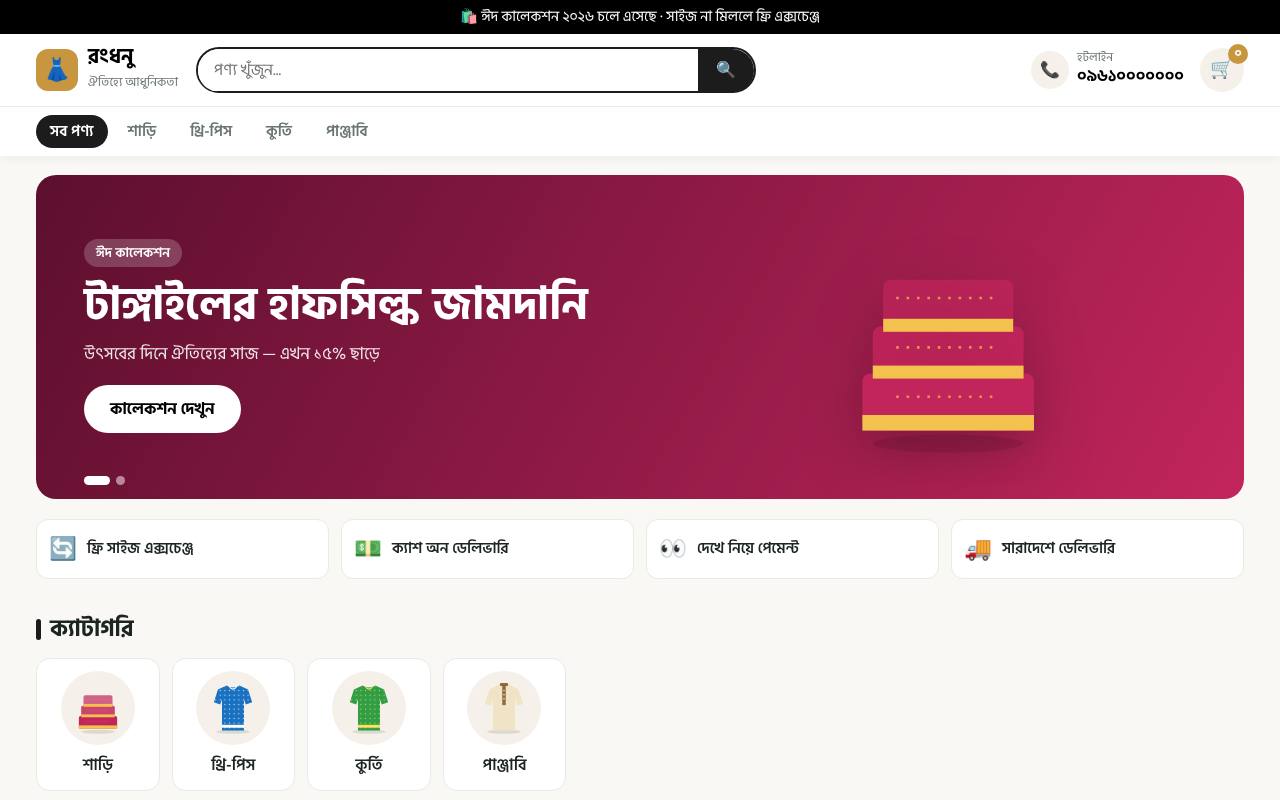 🛍️ ঈদ কালেকশন ২০২৬ চলে এসেছে · সাইজ না মিললে ফ্রি এক্সচেঞ্জ
রংধনু
ঐতিহ্যে আধুনিকতা
পণ্য খুঁজুন...
হটলাইন
০৯৬১০০০০০০০
০
সব পণ্য
শাড়ি
থ্রি-পিস
কুর্তি
পাঞ্জাবি
ঈদ কালেকশন
টাঙ্গাইলের হাফসিল্ক জামদানি
উৎসবের দিনে ঐতিহ্যের সাজ — এখন ১৫% ছাড়ে
কালেকশন দেখুন
ফ্রি সাইজ এক্সচেঞ্জ
ক্যাশ অন ডেলিভারি
দেখে নিয়ে পেমেন্ট
সারাদেশে ডেলিভারি
ক্যাটাগরি
শাড়ি
থ্রি-পিস
কুর্তি
পাঞ্জাবি